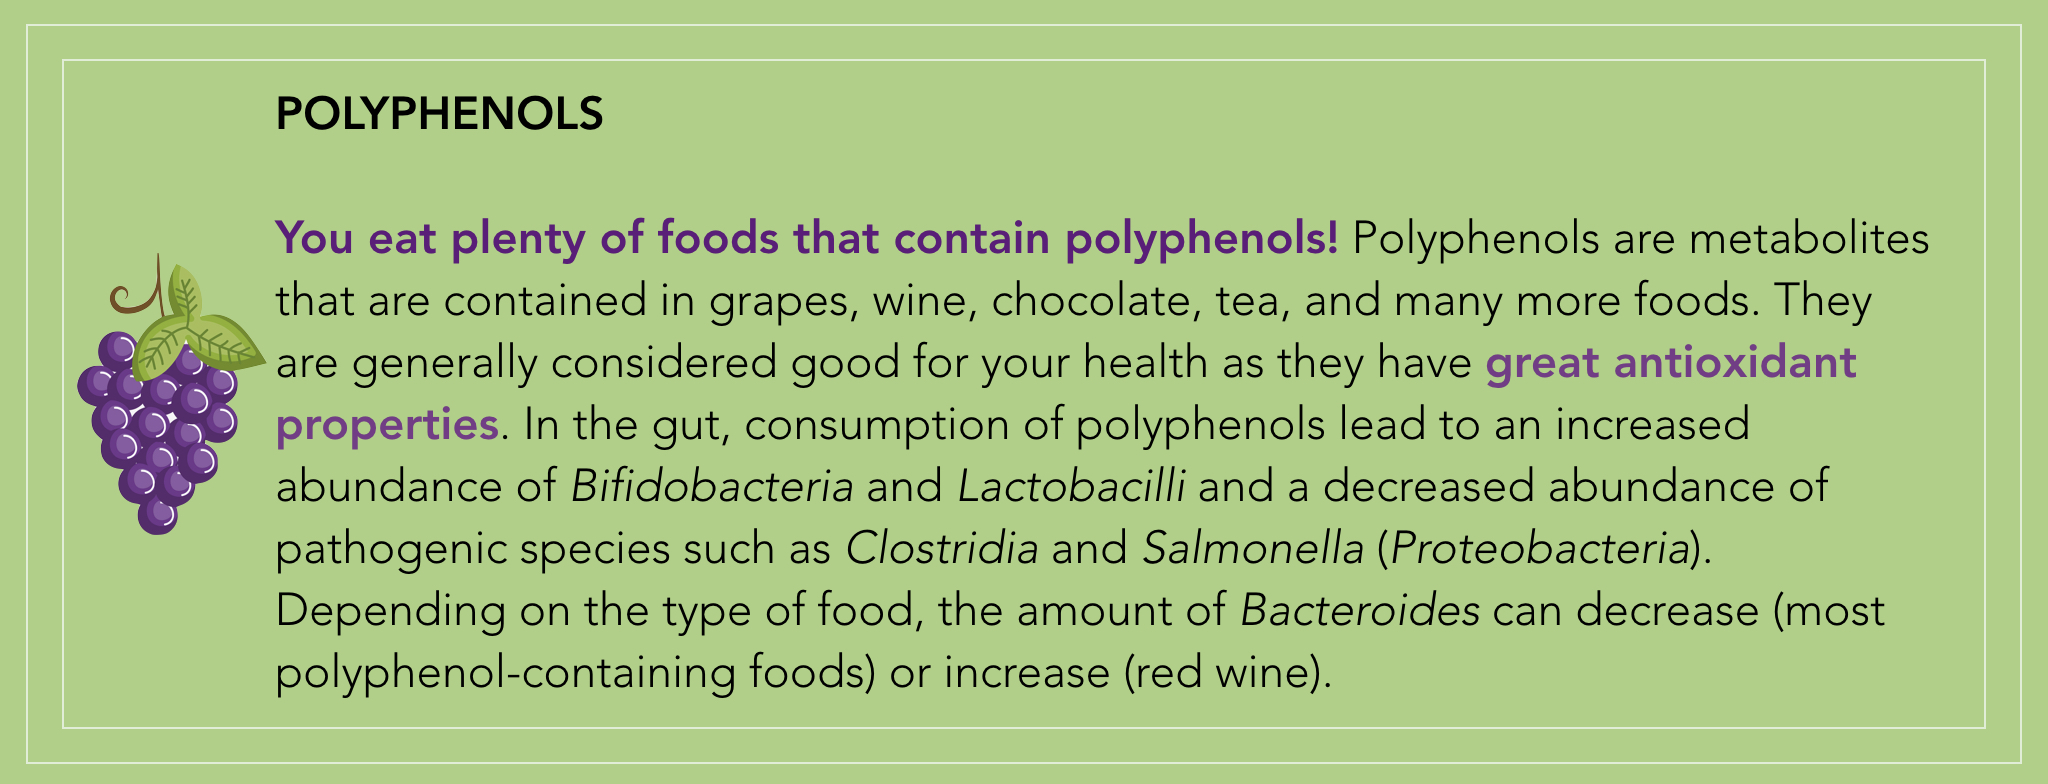 POLYPHENOLS
You eat plenty of foods that contain polyphenols! Polyphenols are metabolites
that are contained in grapes, wine, chocolate, tea, and many more foods. They
are generally considered good for your health as they have great antioxidant
properties. In the gut, consumption of polyphenols lead to an increased
abundance of Bifidobacteria and Lactobacilli and a decreased abundance of
pathogenic species such as Clostridia and Salmonella (Proteobacteria).
Depending on the type of food, the amount of Bacteroides can decrease (most
polyphenol-containing foods) or increase (red wine).